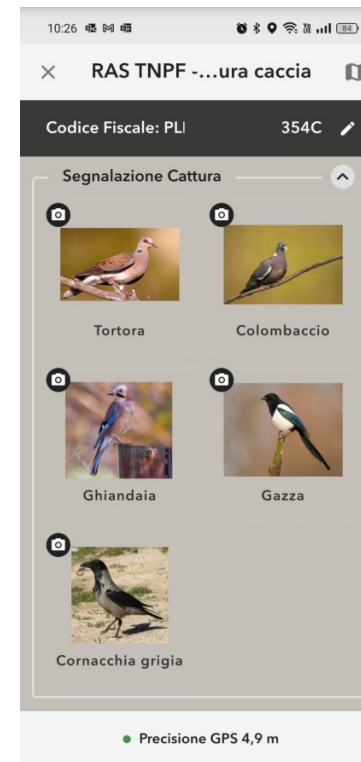 10:26
84
RAS TNPF -...ura caccia
Codice Fiscale: PLI 354C
Segnalazione Cattura
Tortora
Colombaccio
Ghiandaia
Gazza
Cornacchia grigia
Precisione GPS 4,9 m